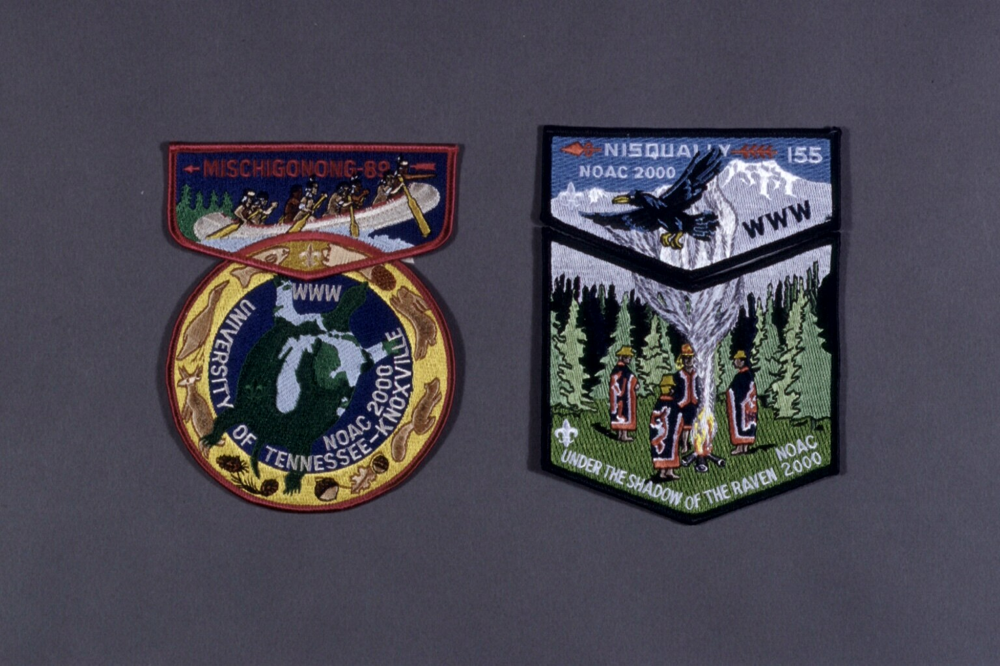 MISCHIGONONG-89
WWW
UNIVERSITY OF TENNESSEE-KNOXVILLE
NOAC 2000
NISQUALLY 155
NOAC 2000
WWW
UNDER THE SHADOW OF THE RAVEN
NOAC
2000